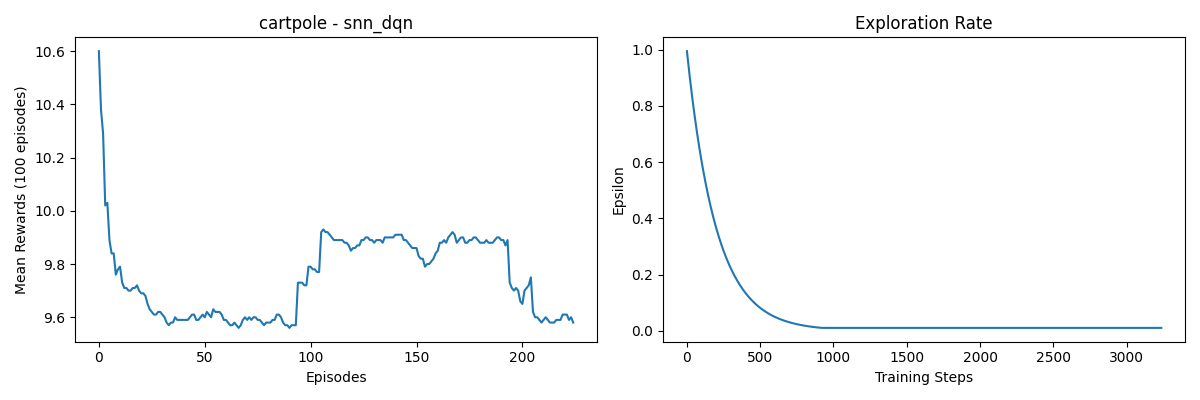 cartpole - snn_dqn
Mean Rewards (100 episodes)
10.6
10.4
10.2
10.0
9.8
9.6
0 50 100 150 200
Episodes
Exploration Rate
Epsilon
1.0
0.8
0.6
0.4
0.2
0.0
0 500 1000 1500 2000 2500 3000
Training Steps